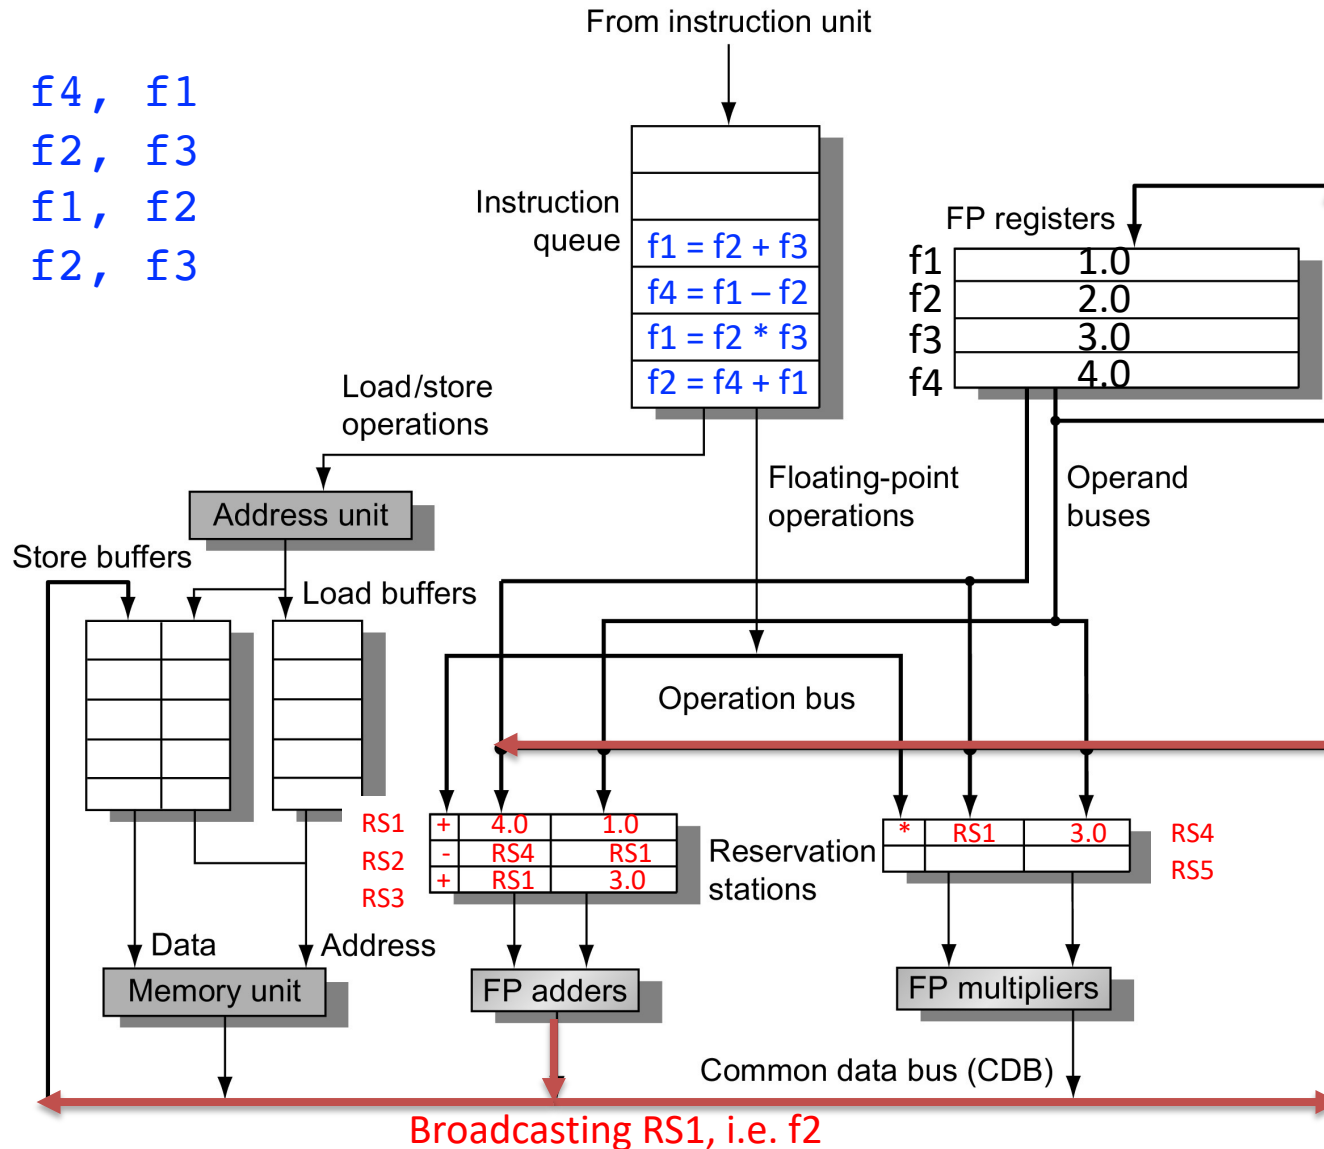 From instruction unit
f4, f1
f2, f3
f1, f2
f2, f3
Instruction
queue
f1 = f2 + f3
f4 = f1 – f2
f1 = f2 * f3
f2 = f4 + f1
FP registers
f1 1.0
f2 2.0
f3 3.0
f4 4.0
Load/store
operations
Floating-point
operations
Operand
buses
Address unit
Store buffers
Load buffers
Operation bus
RS1 + 4.0 1.0
RS2 - RS4 RS1
RS3 + RS1 3.0
Reservation
stations
* RS1 3.0 RS4
RS5
Data
Address
Memory unit
FP adders
FP multipliers
Common data bus (CDB)
Broadcasting RS1, i.e. f2